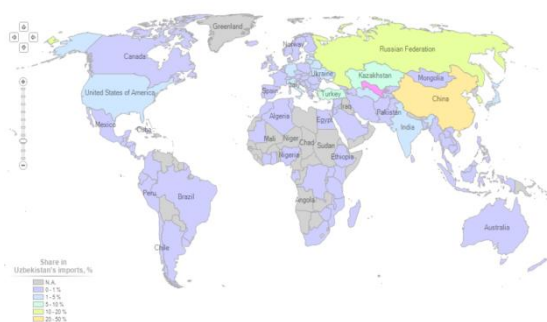 Greenland
Norway
Canada
Russian Federation
Ukraine
Kazakhstan
Mongolia
United States of America
Spain
Turkey
China
Algeria
Iraq
Pakistan
Egypt
Mexico
Cuba
India
Mali
Niger
Chad
Sudan
Nigeria
Ethiopia
Peru
Brazil
Angola
Australia
Chile
Share in
Uzbekistan's imports, %
N.A.
0 - 1 %
1 - 5 %
5 - 10 %
10 - 20 %
20 - 50 %